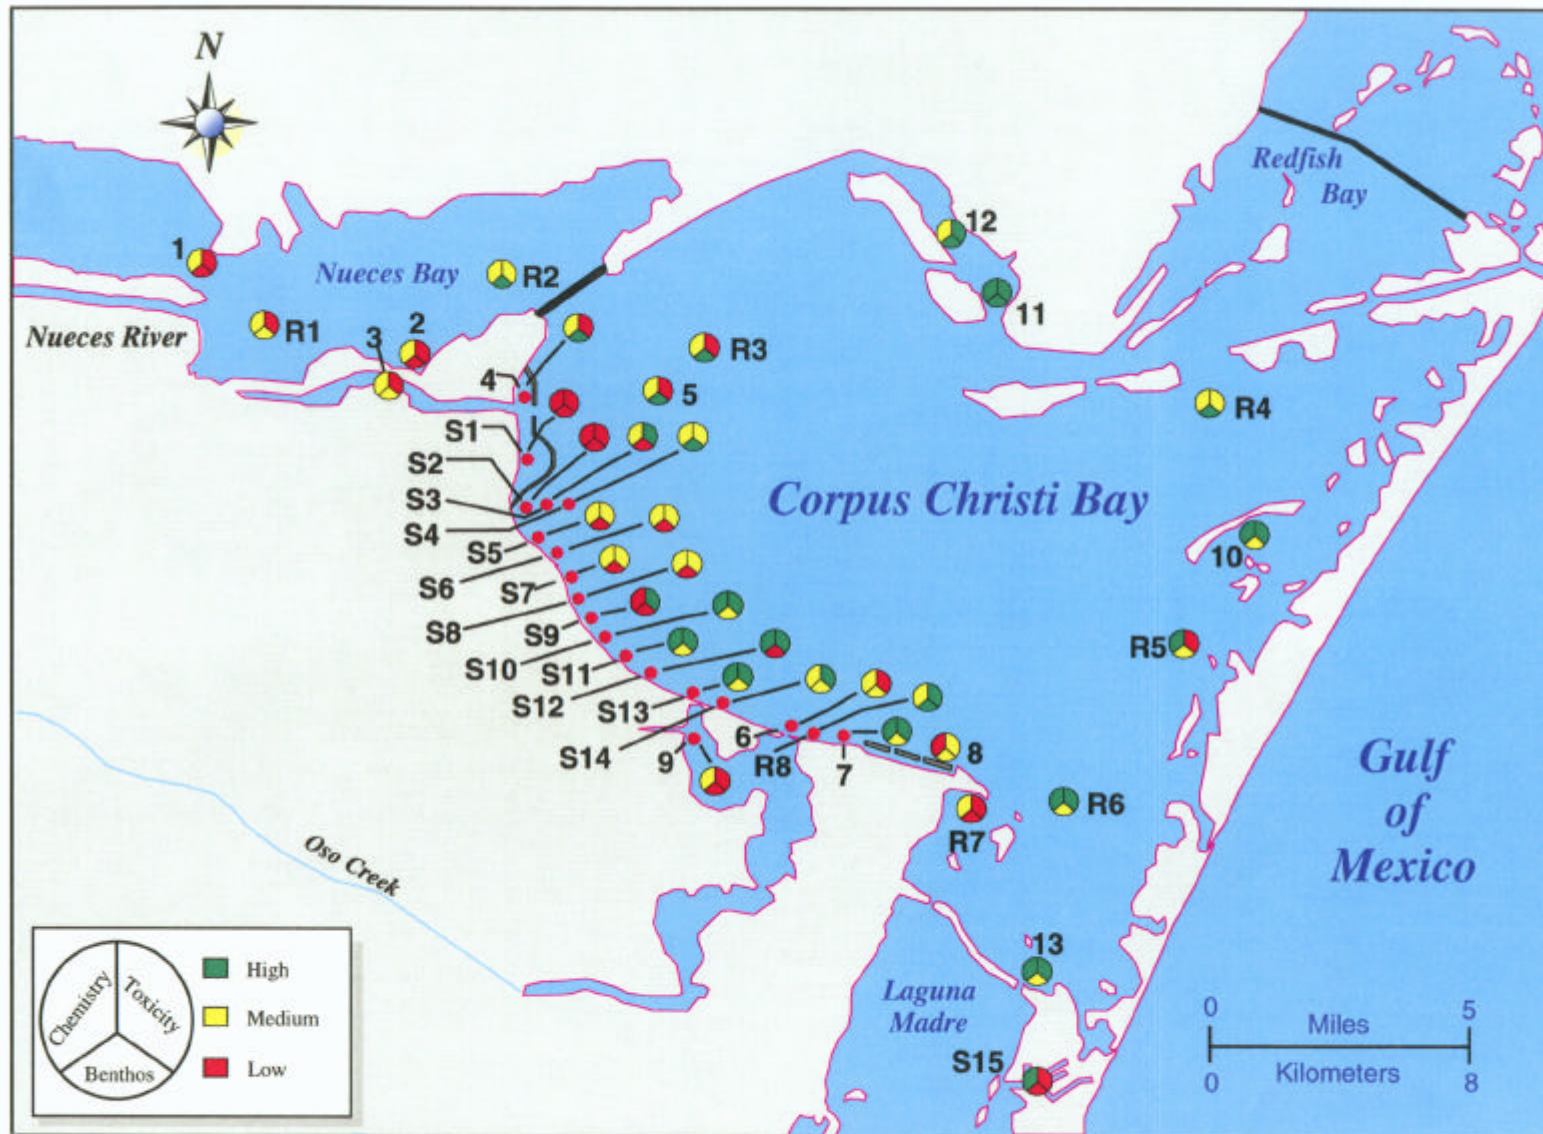 N
Redfish
Bay
12
1
Nueces Bay
R2
11
Nueces River
R1
2
3
R3
4
5
R4
S1
S2
S3
S4
Corpus Christi Bay
S5
10
S6
S7
S8
S9
R5
S10
S11
S12
S13
S14
6
9
R8
7
8
Gulf
of
Mexico
R7
R6
Oso Creek
13
Laguna
Madre
S15
Chemistry
Toxicity
Benthos
High
Medium
Low
0 5
Miles
Kilometers
0 8